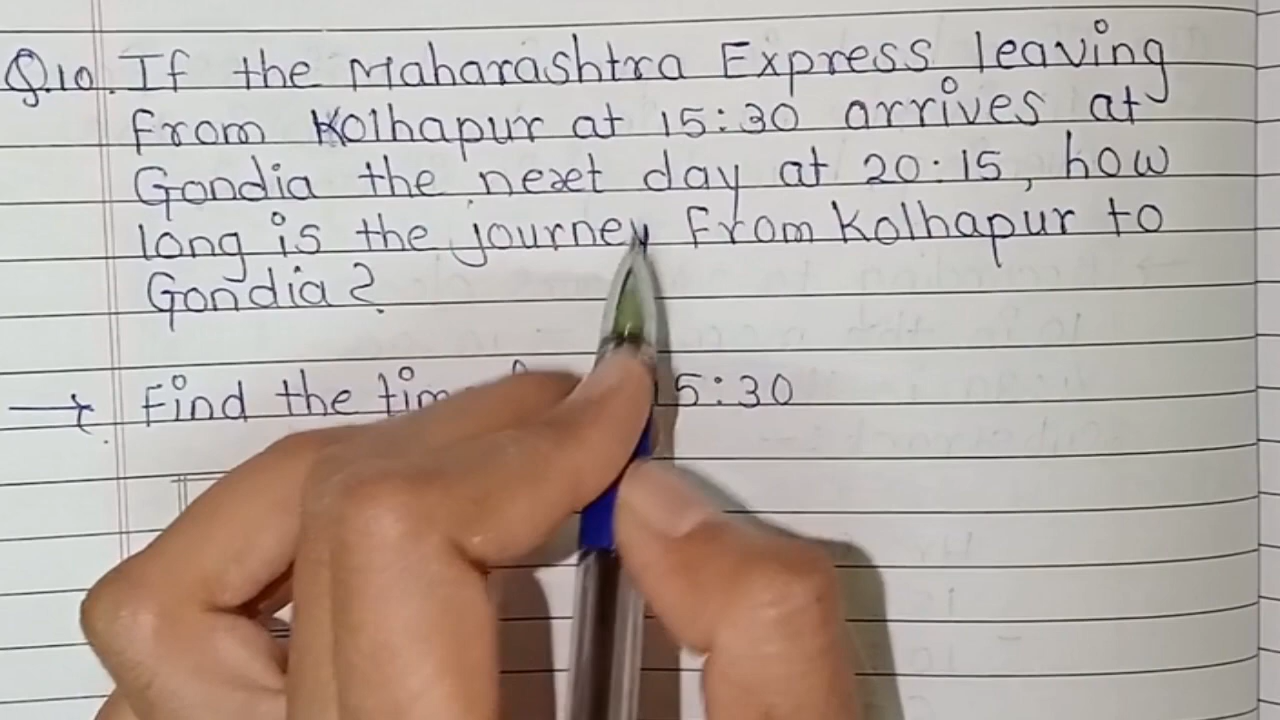 Q.10. If the Maharashtra Express leaving
from Kolhapur at 15:30 arrives at
Gondia the next day at 20:15, how
long is the journey from Kolhapur to
Gondia?
→ Find the 15:30